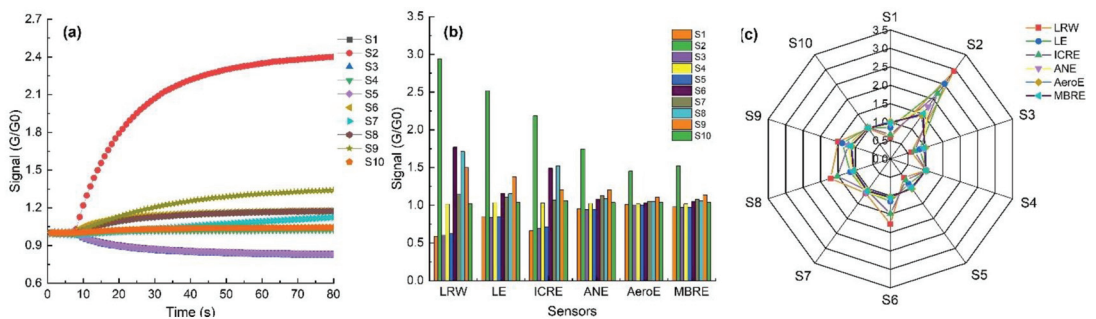 (a)
Signal (G/G0)
2.7
2.4
2.1
1.8
1.5
1.2
0.9
0.6
0 10 20 30 40 50 60 70 80
Time (s)
S1
S2
S3
S4
S5
S6
S7
S8
S9
S10
(b)
Signal (G/G0)
3.5
3.0
2.5
2.0
1.5
1.0
0.5
0.0
LRW LE ICRE ANE AeroE MBRE
Sensors
S1
S2
S3
S4
S5
S6
S7
S8
S9
S10
(c)
S1
S2
S3
S4
S5
S6
S7
S8
S9
S10
3.5
3.0
2.5
2.0
1.5
1.0
0.5
0.0
LRW
LE
ICRE
ANE
AeroE
MBRE